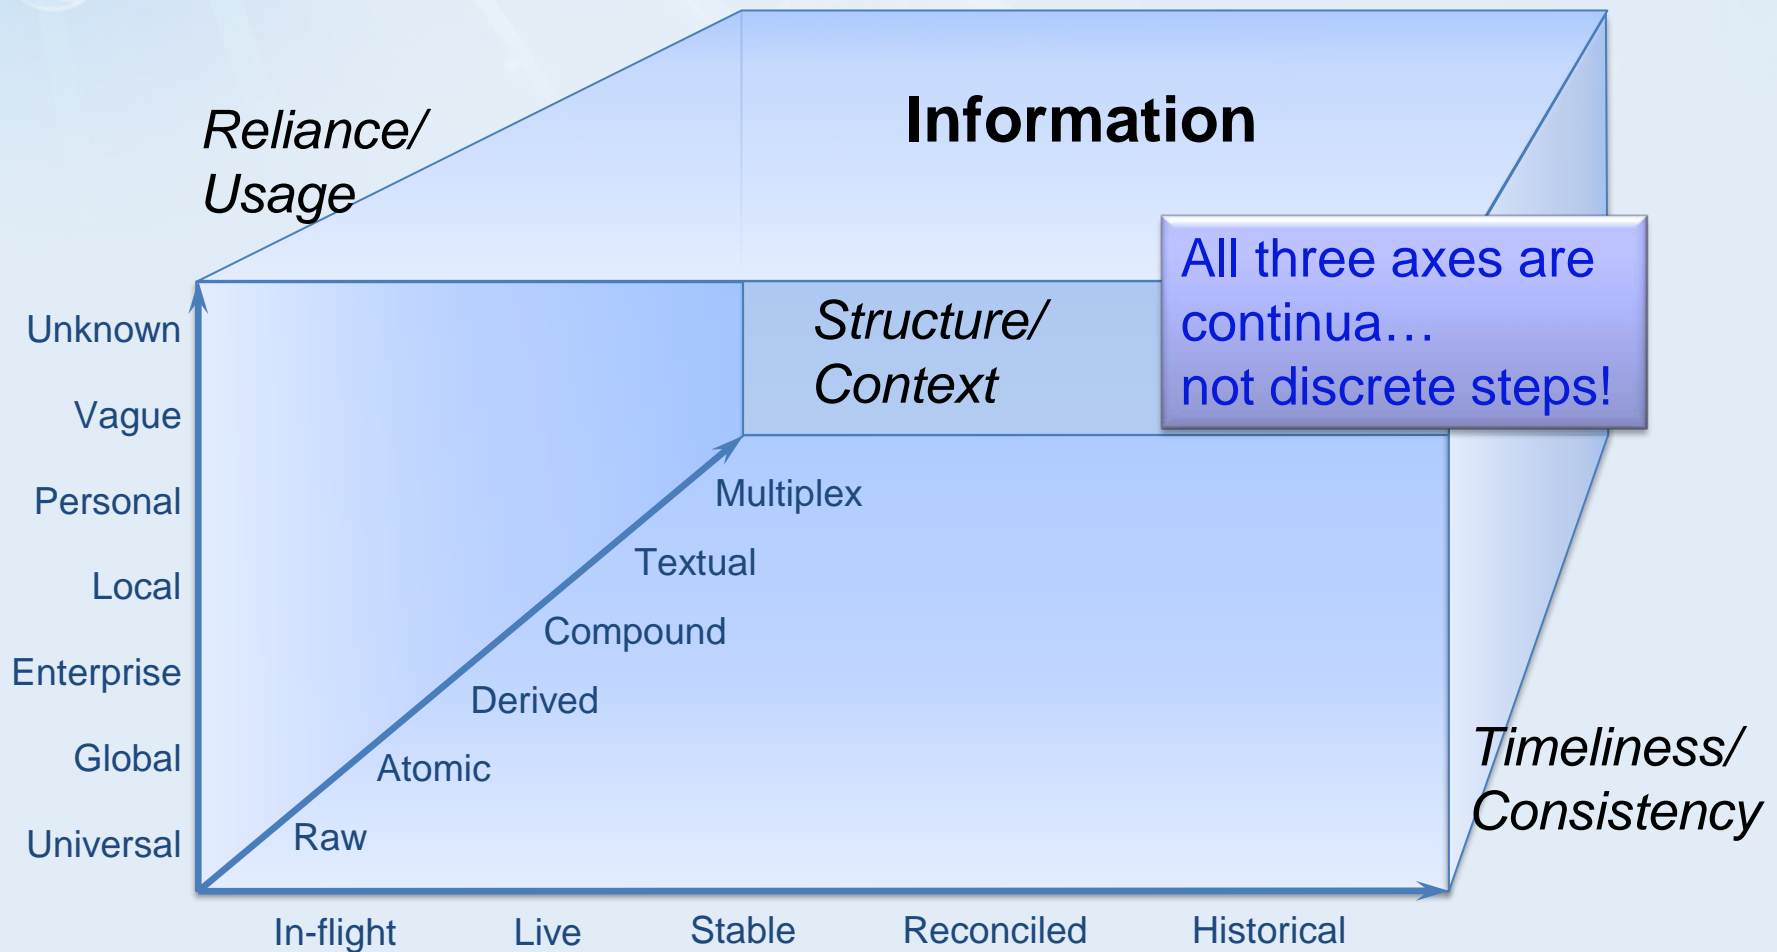 Information
Reliance/
Usage
All three axes are
continua…
not discrete steps!
Structure/
Context
Unknown
Vague
Personal
Local
Enterprise
Global
Universal
Multiplex
Textual
Compound
Derived
Atomic
Raw
Timeliness/
Consistency
In-flight Live Stable Reconciled Historical